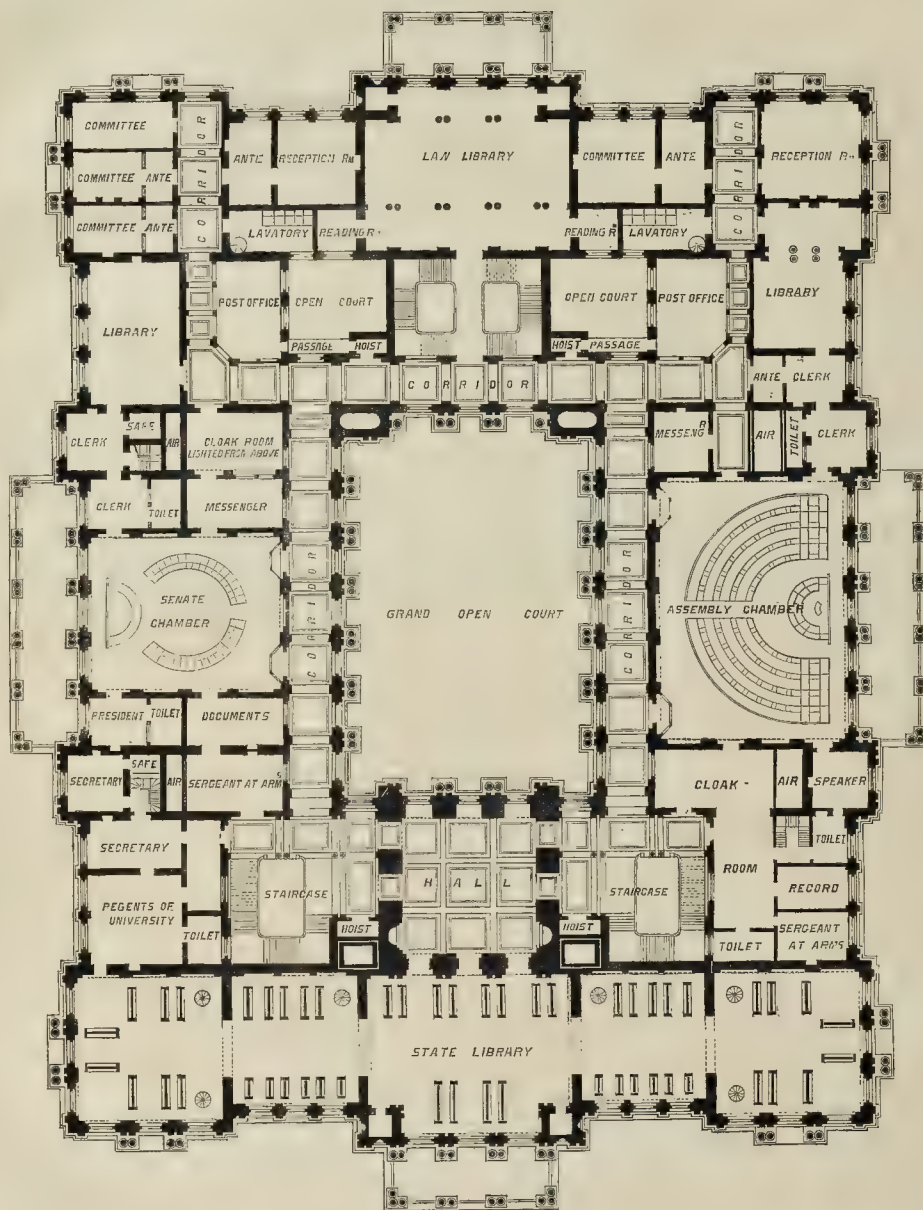 COMMITTEE
CORRIDOR
ANTE
RECEPTION RM
LAW LIBRARY
COMMITTEE
ANTE
CORRIDOR
RECEPTION RM
COMMITTEE
ANTE
COMMITTEE
ANTE
LAVATORY
READING R
READING R
LAVATORY
LIBRARY
POST OFFICE
OPEN COURT
OPEN COURT
POST OFFICE
LIBRARY
PASSAGE
HOIST
HOIST
PASSAGE
CORRIDOR
ANTE
CLERK
CLERK
SAFE
AIR
CLOAK ROOM
LIGHTED FROM ABOVE
MESSENGR
AIR
TOILET
CLERK
CLERK
TOILET
MESSENGER
SENATE
CHAMBER
CORRIDOR
GRAND OPEN COURT
CORRIDOR
ASSEMBLY CHAMBER
PRESIDENT
TOILET
DOCUMENTS
SECRETARY
SAFE
AIR
SERGEANT AT ARMS
CLOAK-
ROOM
AIR
SPEAKER
TOILET
SECRETARY
REGENTS OF
UNIVERSITY
TOILET
STAIRCASE
HALL
STAIRCASE
RECORD
HOIST
HOIST
TOILET
SERGEANT
AT ARMS
STATE LIBRARY